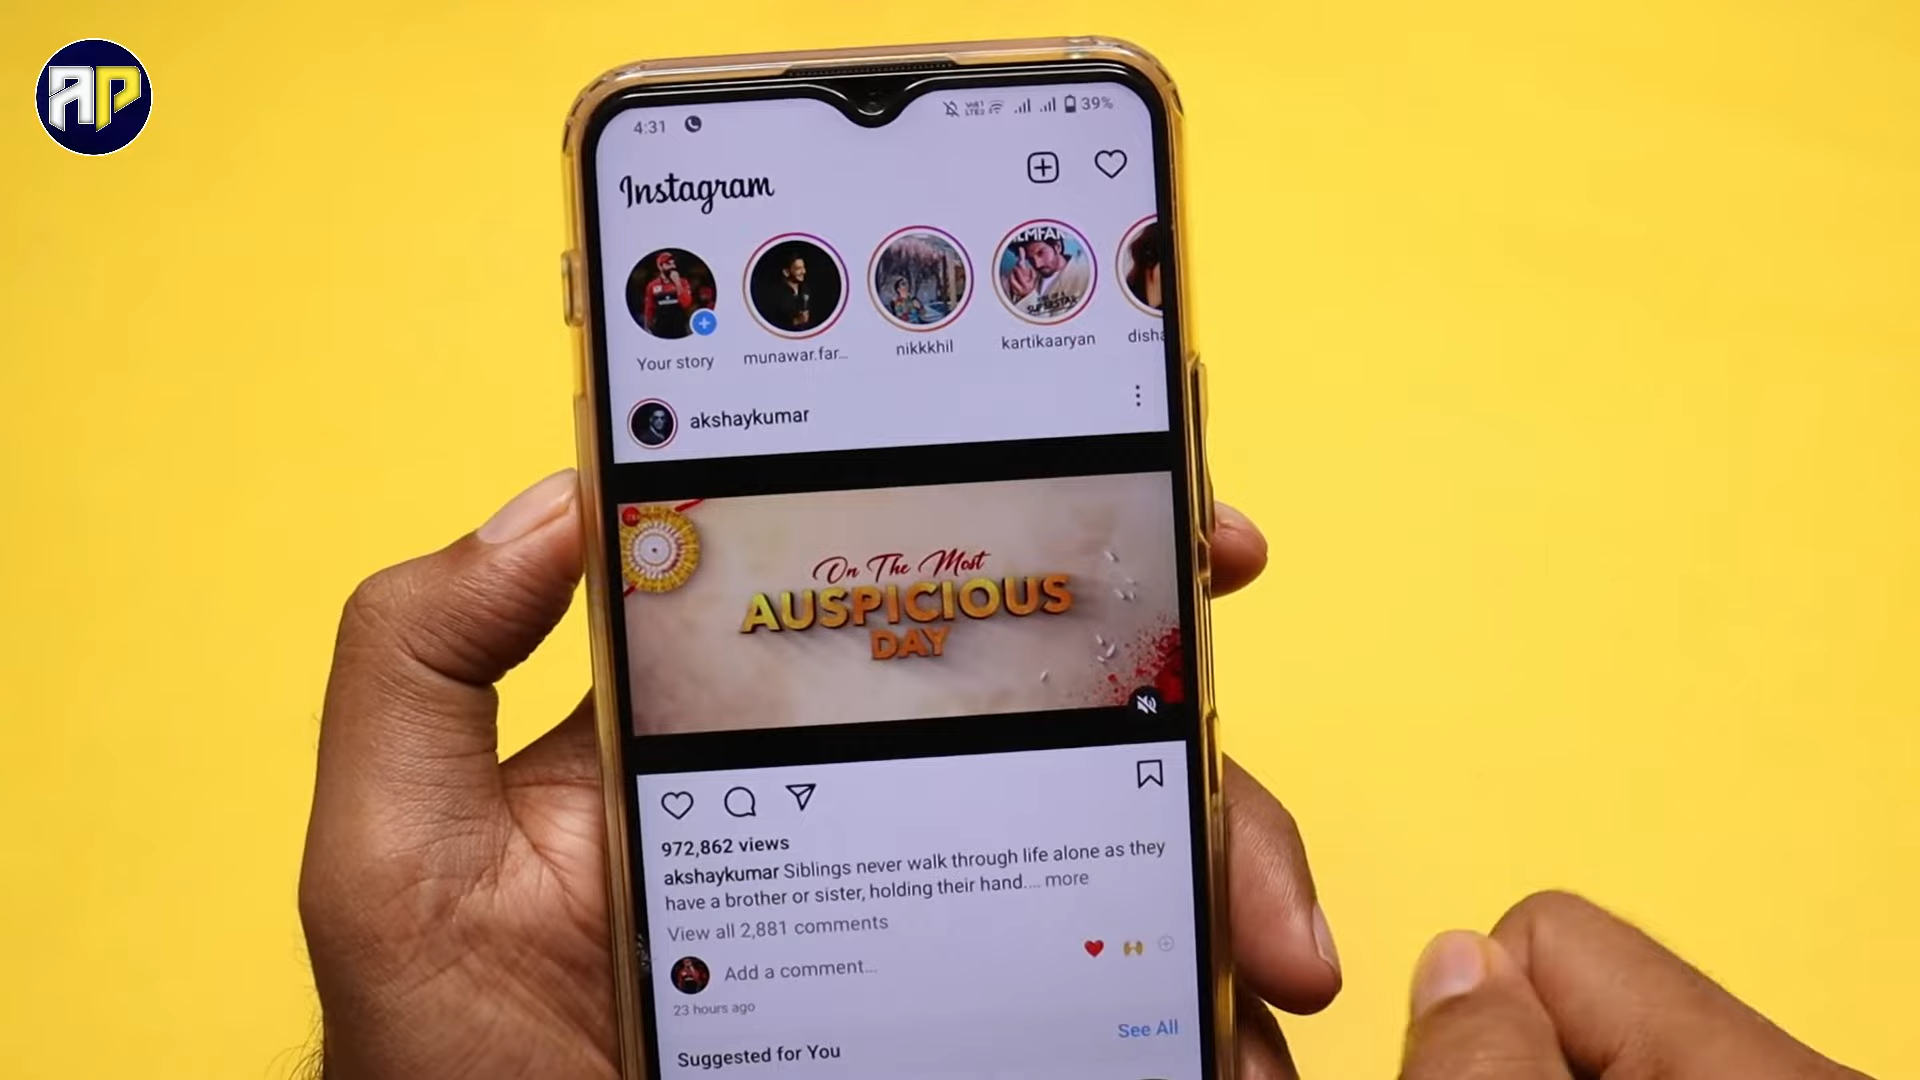 AP
4:31
39%
Instagram
Your story
munawar.far...
nikkkhil
kartikaaryan
disha
akshaykumar
On The Most
AUSPICIOUS
DAY
972,862 views
akshaykumar Siblings never walk through life alone as they
have a brother or sister, holding their hand.... more
View all 2,881 comments
Add a comment...
23 hours ago
See All
Suggested for You